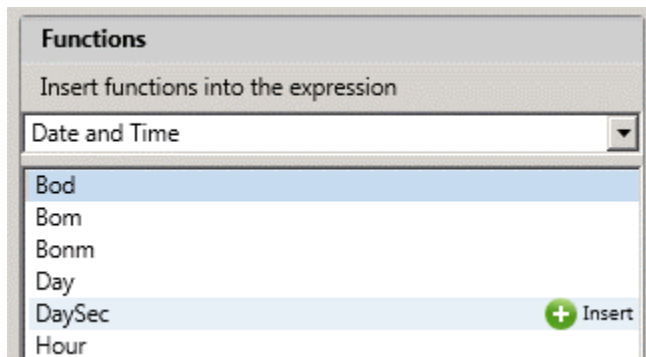 Functions
Insert functions into the expression
Date and Time
Bod
Bom
Bonm
Day
DaySec Insert
Hour